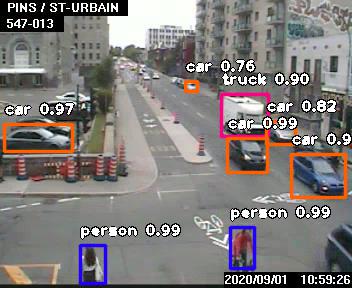 PINS / ST-URBAIN
547-013
car 0.76
truck 0.90
car 0.97
car 0.82
car 0.99
car 0.9
person 0.99
person 0.99
2020/09/01 10:59:26